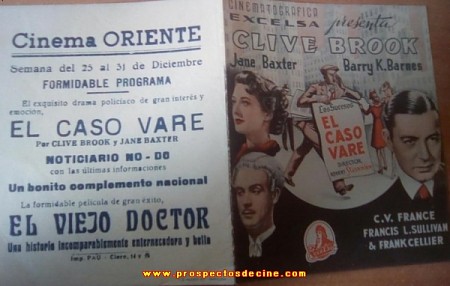 Cinema ORIENTE
Semana del 25 al 31 de Diciembre
FORMIDABLE PROGRAMA
El exquisito drama policiaco de gran interés y
emoción,
EL CASO VARE
Por CLIVE BROOK y JANE BAXTER
NOTICIARIO NO-DO
con las últimas informaciones
Un bonito complemento nacional
La formidable película de gran éxito,
EL VIEJO DOCTOR
Una historia incomparablemente enternecedora y bella
CINEMATOGRÁFICA
EXCELSA presenta
CLIVE BROOK
Jane Baxter Barry K. Barnes
EL
CASO
VARE
C.V. FRANCE
FRANCIS L. SULLIVAN
& FRANK CELLIER
www.prospectosdecine.com